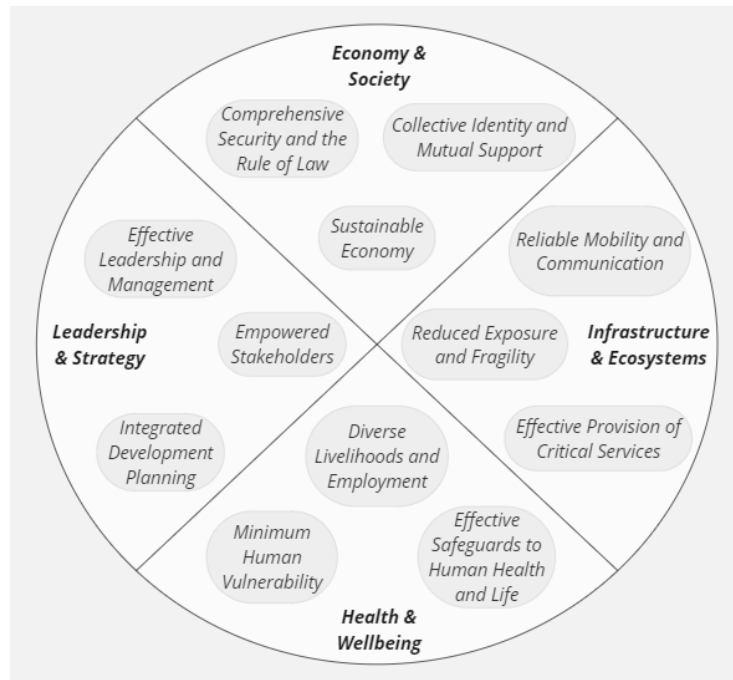 Economy &
Society
Comprehensive
Security and the
Rule of Law
Collective Identity and
Mutual Support
Sustainable
Economy
Effective
Leadership and
Management
Leadership
& Strategy
Empowered
Stakeholders
Integrated
Development
Planning
Reliable Mobility and
Communication
Reduced Exposure
and Fragility
Infrastructure
& Ecosystems
Effective Provision of
Critical Services
Diverse
Livelihoods and
Employment
Minimum
Human
Vulnerability
Effective
Safeguards to
Human Health
and Life
Health &
Wellbeing